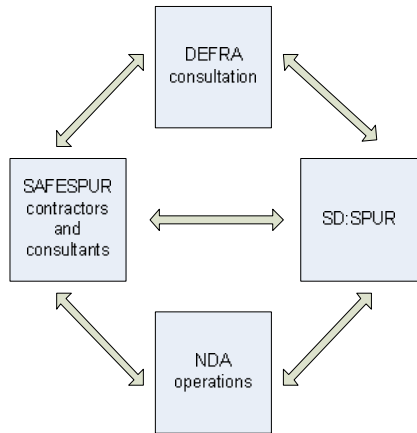 DEFRA
consultation
SAFESPUR
contractors
and
consultants
SD:SPUR
NDA
operations